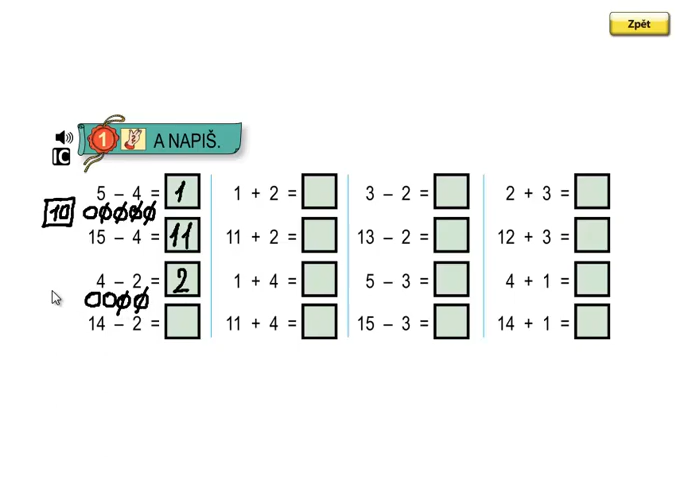 Zpět
1 A NAPIŠ.
5 – 4 = 1 1 + 2 = 3 – 2 = 2 + 3 =
10
15 – 4 = 11 11 + 2 = 13 – 2 = 12 + 3 =
4 – 2 = 2 1 + 4 = 5 – 3 = 4 + 1 =
14 – 2 = 11 + 4 = 15 – 3 = 14 + 1 =